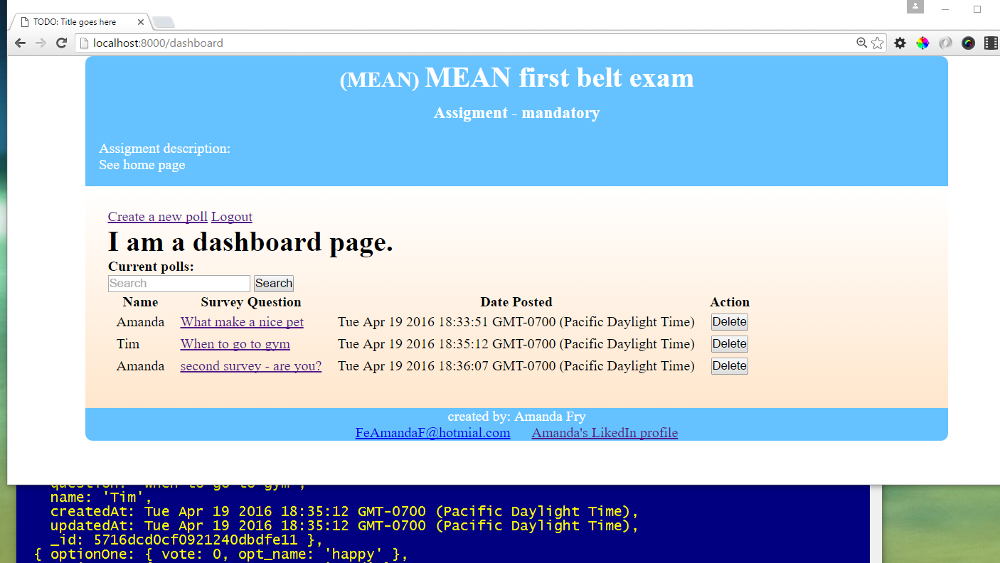 TODO: Title goes here
localhost:8000/dashboard
(MEAN) MEAN first belt exam
Assigment - mandatory
Assigment description:
See home page
Create a new poll Logout
I am a dashboard page.
Current polls:
Search Search
Name Survey Question Date Posted Action
Amanda What make a nice pet Tue Apr 19 2016 18:33:51 GMT-0700 (Pacific Daylight Time) Delete
Tim When to go to gym Tue Apr 19 2016 18:35:12 GMT-0700 (Pacific Daylight Time) Delete
Amanda second survey - are you? Tue Apr 19 2016 18:36:07 GMT-0700 (Pacific Daylight Time) Delete
created by: Amanda Fry
FeAmandaF@hotmial.com Amanda's LikedIn profile
question: 'When to go to gym',
name: 'Tim',
createdAt: Tue Apr 19 2016 18:35:12 GMT-0700 (Pacific Daylight Time),
updatedAt: Tue Apr 19 2016 18:35:12 GMT-0700 (Pacific Daylight Time),
_id: 5716dcd0cf0921240dbdfe11 },
{ optionOne: { vote: 0, opt_name: 'happy' },